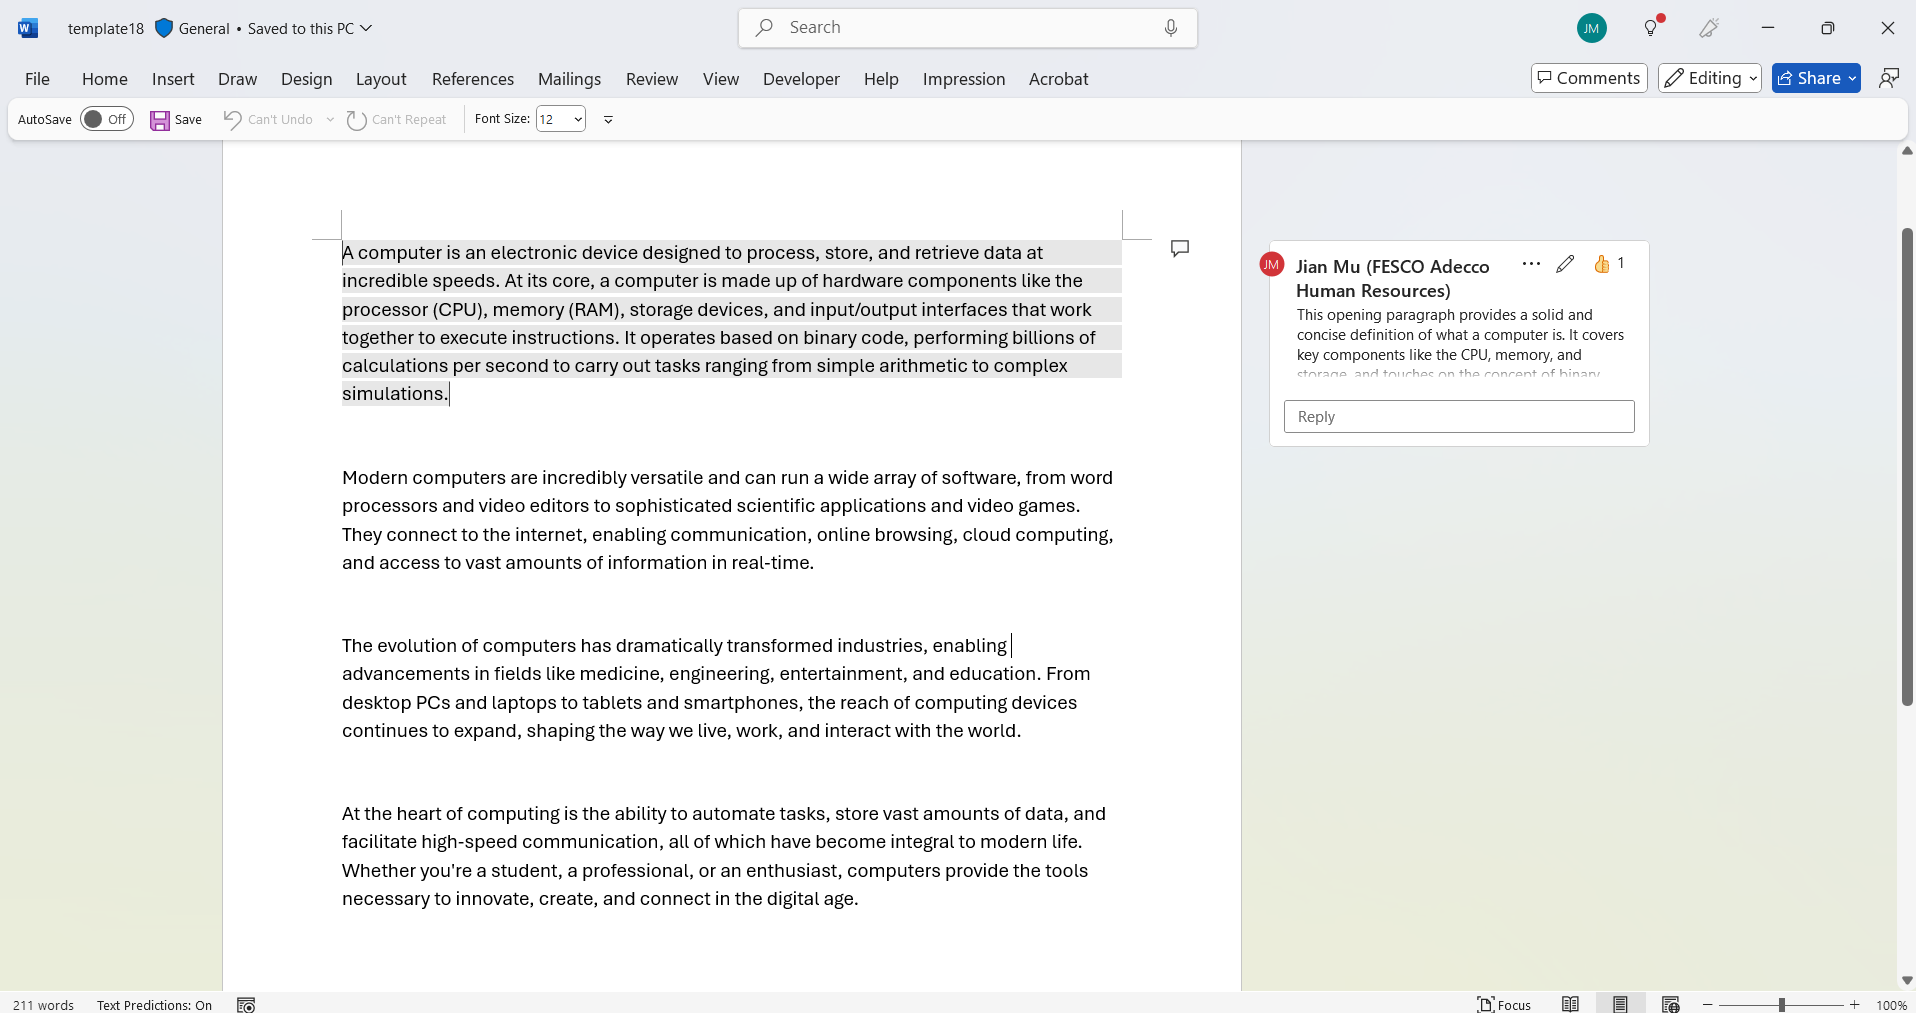 template18 General • Saved to this PC
Search
JM
File Home Insert Draw Design Layout References Mailings Review View Developer Help Impression Acrobat
Comments Editing Share
AutoSave Off Save Can't Undo Can't Repeat Font Size: 12
A computer is an electronic device designed to process, store, and retrieve data at
incredible speeds. At its core, a computer is made up of hardware components like the
processor (CPU), memory (RAM), storage devices, and input/output interfaces that work
together to execute instructions. It operates based on binary code, performing billions of
calculations per second to carry out tasks ranging from simple arithmetic to complex
simulations.
Modern computers are incredibly versatile and can run a wide array of software, from word
processors and video editors to sophisticated scientific applications and video games.
They connect to the internet, enabling communication, online browsing, cloud computing,
and access to vast amounts of information in real-time.
The evolution of computers has dramatically transformed industries, enabling
advancements in fields like medicine, engineering, entertainment, and education. From
desktop PCs and laptops to tablets and smartphones, the reach of computing devices
continues to expand, shaping the way we live, work, and interact with the world.
At the heart of computing is the ability to automate tasks, store vast amounts of data, and
facilitate high-speed communication, all of which have become integral to modern life.
Whether you're a student, a professional, or an enthusiast, computers provide the tools
necessary to innovate, create, and connect in the digital age.
JM Jian Mu (FESCO Adecco 1
Human Resources)
This opening paragraph provides a solid and
concise definition of what a computer is. It covers
key components like the CPU, memory, and
storage, and touches on the concept of binary
Reply
211 words Text Predictions: On Focus 100%